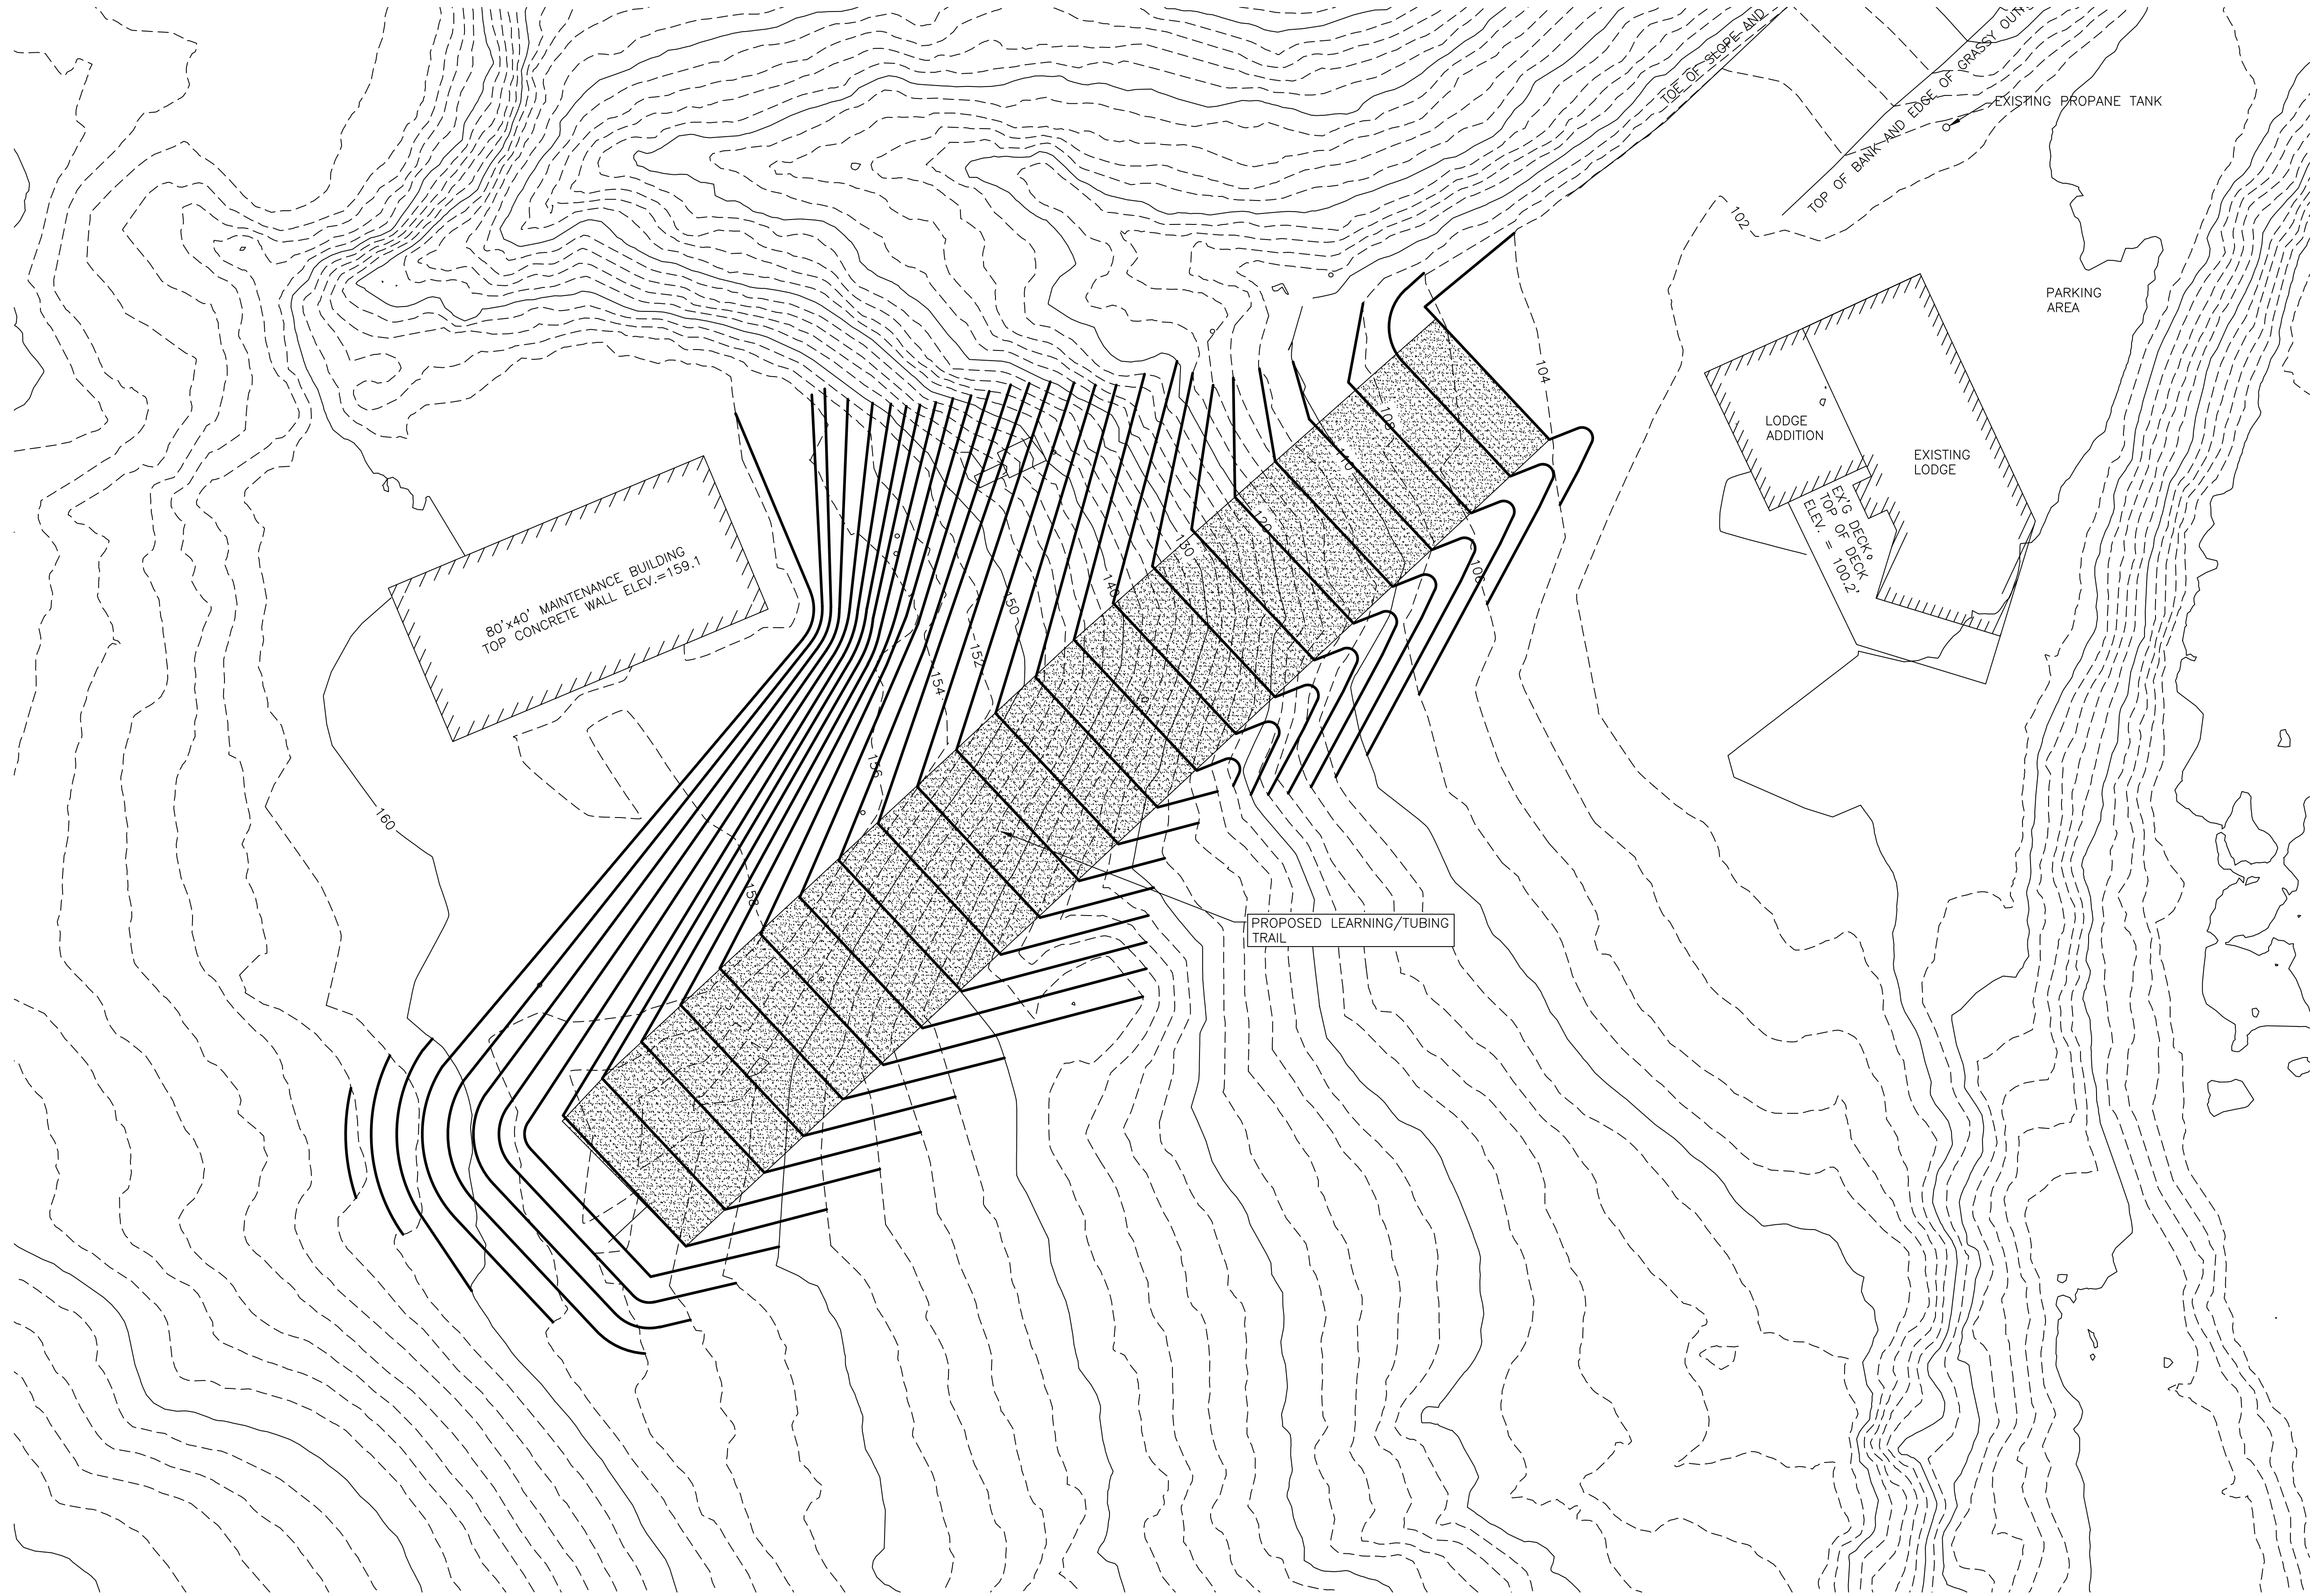 TOE OF SLOPE AND
TOP OF BANK AND EDGE OF GRASSY OUT
EXISTING PROPANE TANK
102
PARKING
AREA
104
LODGE
ADDITION
EXISTING
LODGE
EX'G DECK
TOP OF DECK
ELEV. = 100.2'
108
120
130
140
106
150
152
154
156
158
160
80'x40' MAINTENANCE BUILDING
TOP CONCRETE WALL ELEV.=159.1
PROPOSED LEARNING/TUBING
TRAIL